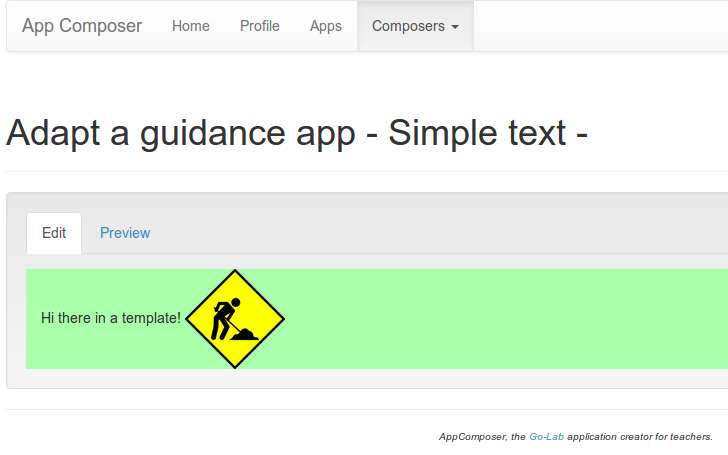 App Composer Home Profile Apps Composers
Adapt a guidance app - Simple text -
Edit Preview
Hi there in a template!
AppComposer, the Go-Lab application creator for teachers.